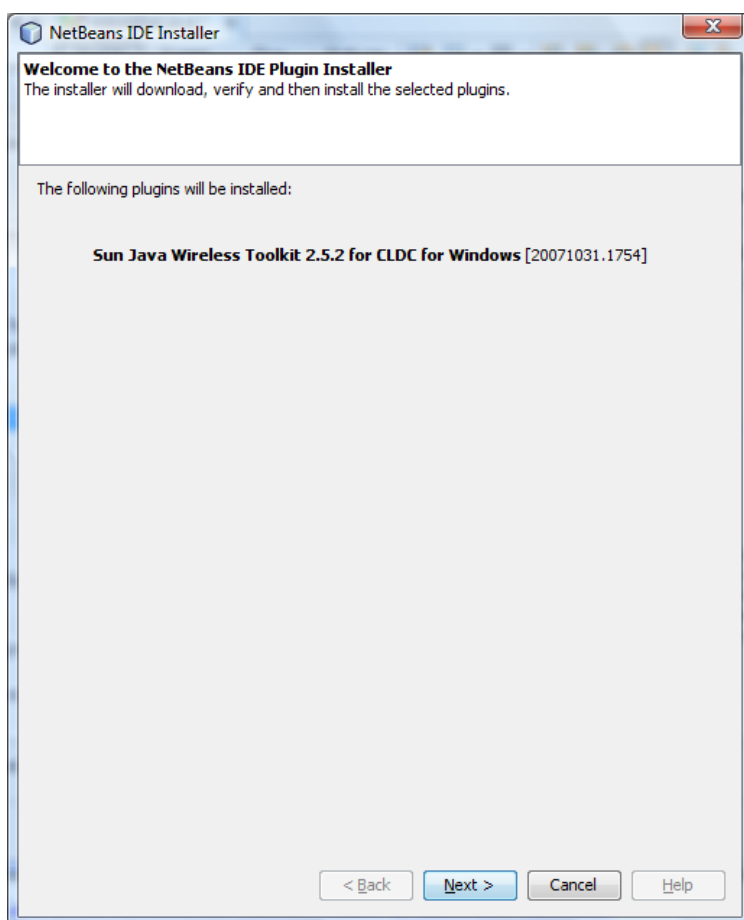 NetBeans IDE Installer
Welcome to the NetBeans IDE Plugin Installer
The installer will download, verify and then install the selected plugins.
The following plugins will be installed:
Sun Java Wireless Toolkit 2.5.2 for CLDC for Windows [20071031.1754]
< Back Next > Cancel Help